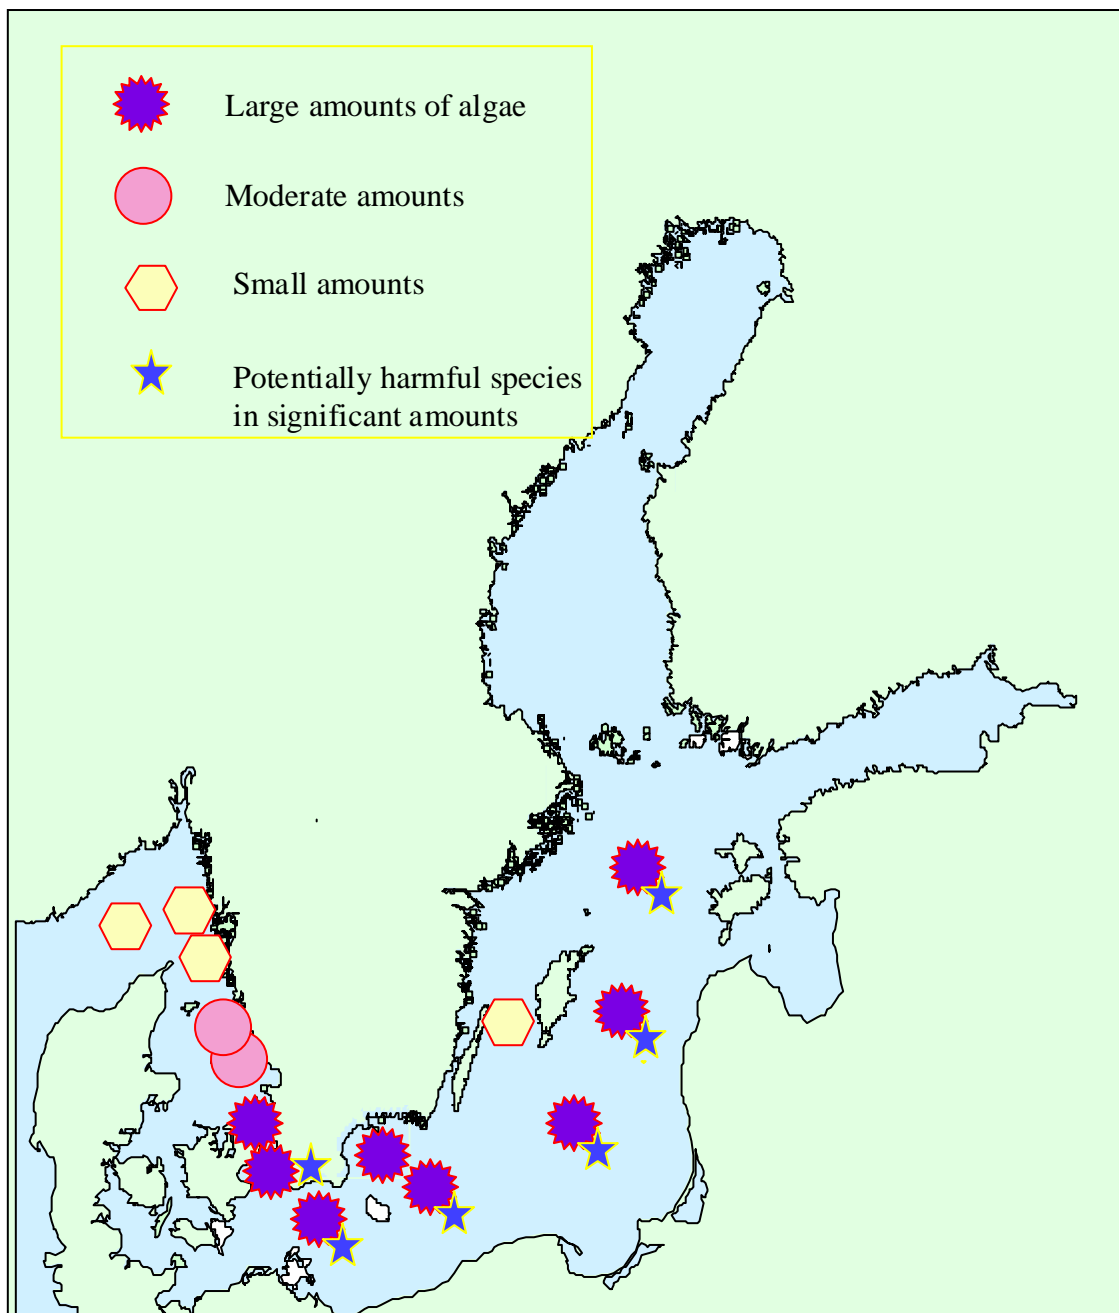 Large amounts of algae
Moderate amounts
Small amounts
Potentially harmful species
in significant amounts